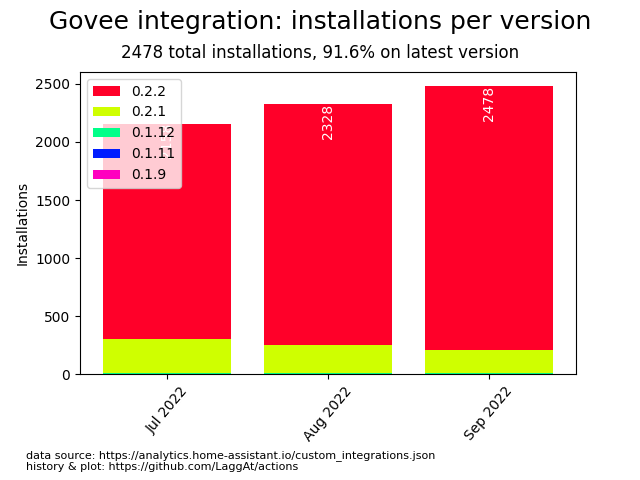 Govee integration: installations per version
2478 total installations, 91.6% on latest version
Installations
2500
2000
1500
1000
500
0
0.2.2
0.2.1
0.1.12
0.1.11
0.1.9
2328
2478
Jul 2022
Aug 2022
Sep 2022
data source: https://analytics.home-assistant.io/custom_integrations.json
history & plot: https://github.com/LaggAt/actions